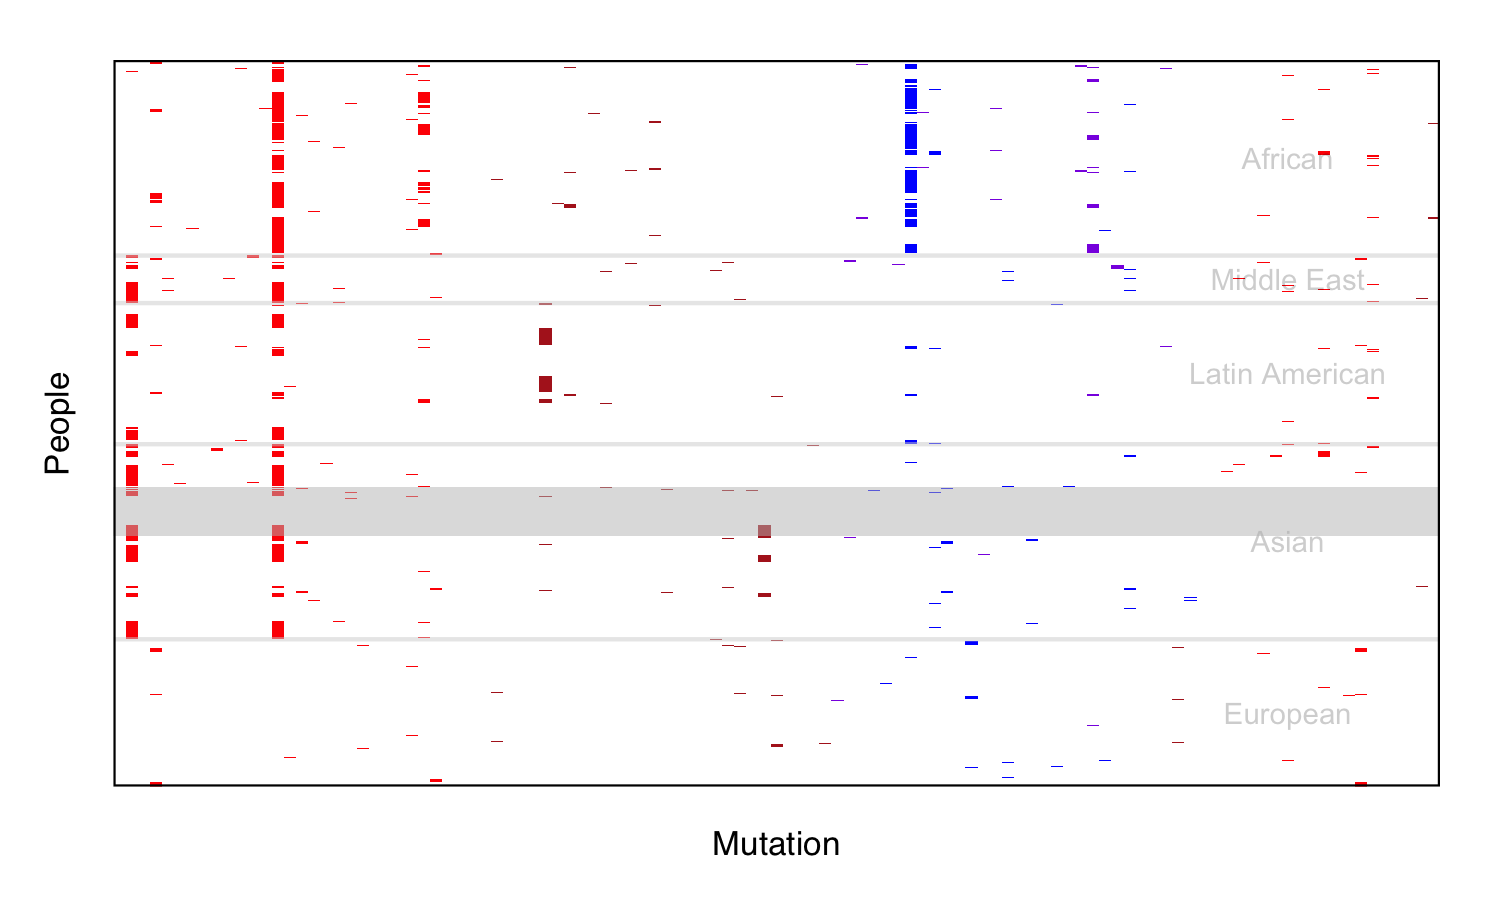 African
Middle East
Latin American
People
Asian
European
Mutation